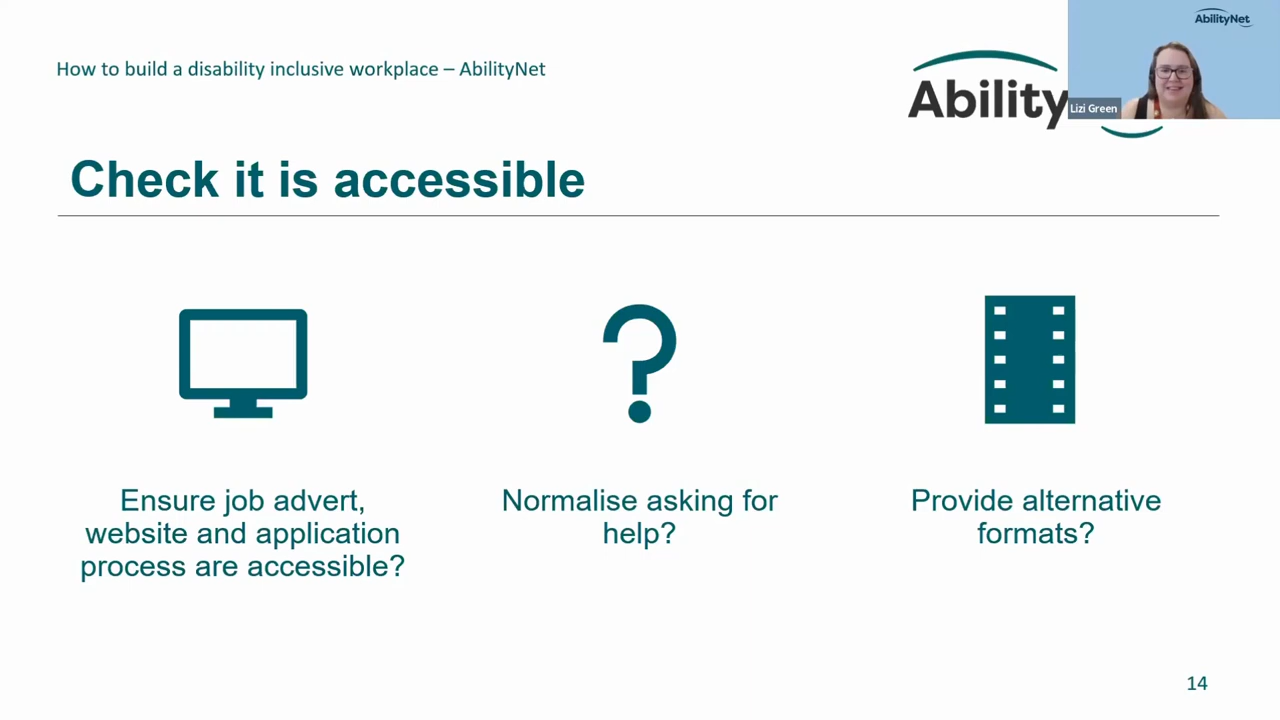 How to build a disability inclusive workplace – AbilityNet
AbilityNet
Ability
Lizi Green
Check it is accessible
Ensure job advert,
website and application
process are accessible?
Normalise asking for
help?
Provide alternative
formats?
14